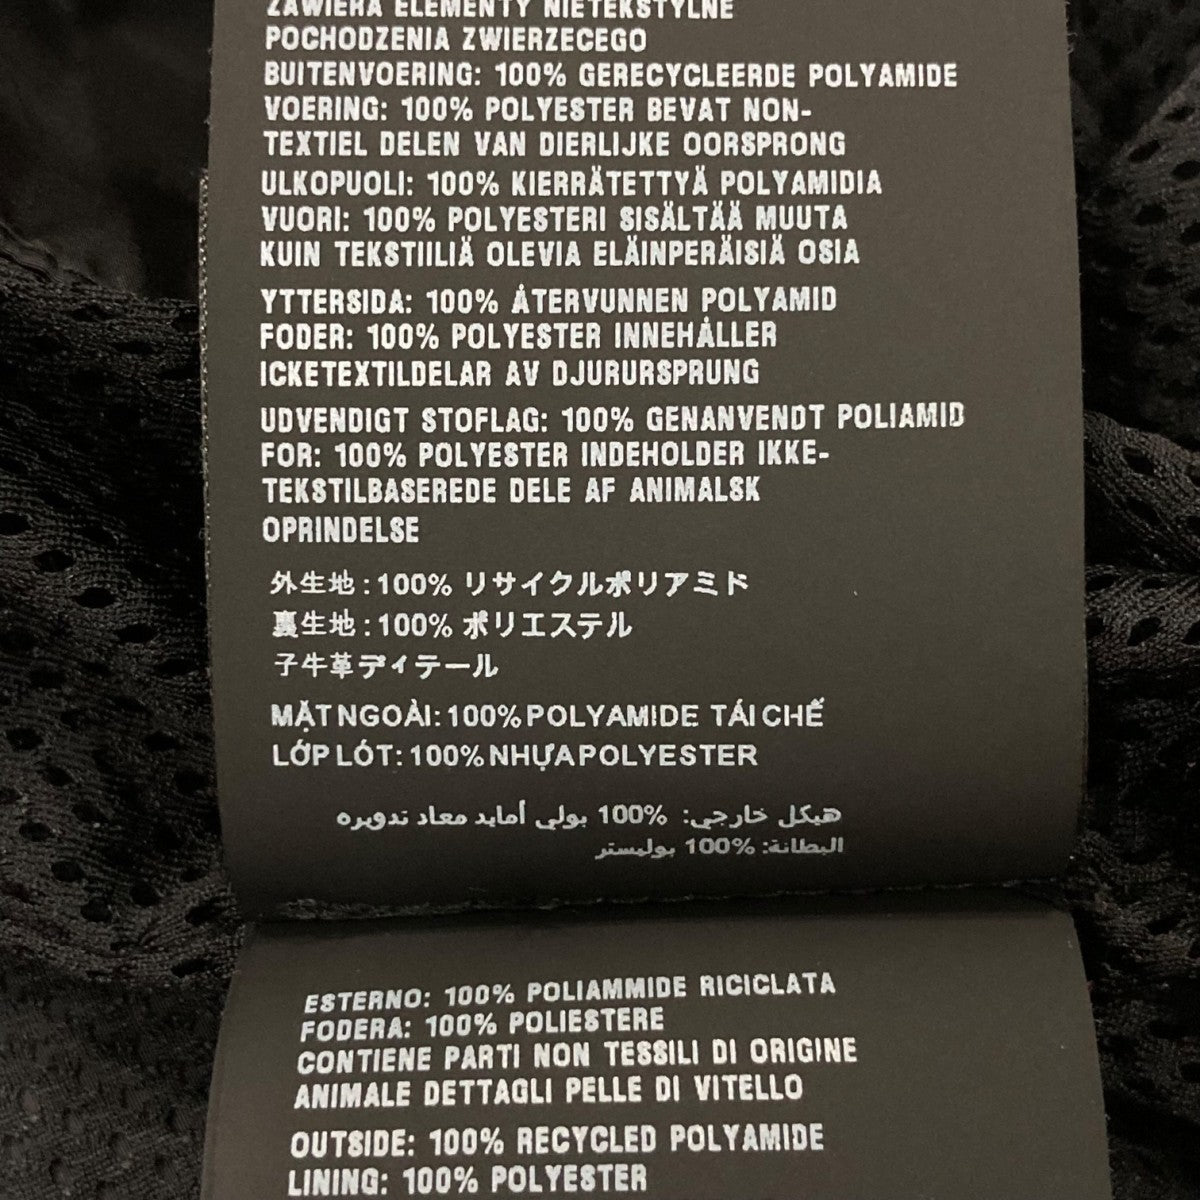 ZAWIERA ELEMENTY NIETEKSTYLNE
POCHODZENIA ZWIERZECEGO
BUITENVOERING: 100% GERECYCLEERDE POLYAMIDE
VOERING: 100% POLYESTER BEVAT NON-
TEXTIEL DELEN VAN DIERLIJKE OORSPRONG
ULKOPUOLI: 100% KIERRÄTETTYÄ POLYAMIDIA
VUORI: 100% POLYESTERI SISÄLTÄÄ MUUTA
KUIN TEKSTIILIÄ OLEVIA ELÄINPERÄISIÄ OSIA
YTTERSIDA: 100% ÅTERVUNNEN POLYAMID
FODER: 100% POLYESTER INNEHÅLLER
ICKETEXTILDELAR AV DJURURSPRUNG
UDVENDIGT STOFLAG: 100% GENANVENDT POLIAMID
FOR: 100% POLYESTER INDEHOLDER IKKE-
TEKSTILBASEREDE DELE AF ANIMALSK
OPRINDELSE
外生地:100% リサイクルポリアミド
裏生地:100% ポリエステル
子牛革ディテール
MẶT NGOÀI: 100% POLYAMIDE TÁI CHẾ
LỚP LÓT: 100% NHỰA POLYESTER
هيكل خارجي: 100% بولي أمايد معاد تدويره
البطانة: 100% بوليستر
ESTERNO: 100% POLIAMMIDE RICICLATA
FODERA: 100% POLIESTERE
CONTIENE PARTI NON TESSILI DI ORIGINE
ANIMALE DETTAGLI PELLE DI VITELLO
OUTSIDE: 100% RECYCLED POLYAMIDE
LINING: 100% POLYESTER